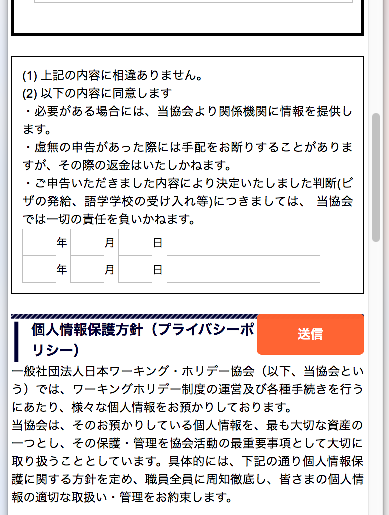 (1) 上記の内容に相違ありません。
(2) 以下の内容に同意します
・必要がある場合には、当協会より関係機関に情報を提供し
ます。
・虚無の申告があった際には手配をお断りすることがありま
すが、その際の返金はいたしかねます。
・ご申告いただきました内容により決定いたしました判断(ビ
ザの発給、語学学校の受け入れ等)につきましては、 当協会
では一切の責任を負いかねます。
年 月 日
年 月 日
個人情報保護方針（プライバシーポ
リシー）
送信
一般社団法人日本ワーキング・ホリデー協会（以下、当協会とい
う）では、ワーキングホリデー制度の運営及び各種手続きを行う
にあたり、様々な個人情報をお預かりしております。
当協会は、そのお預かりしている個人情報を、最も大切な資産の
一つとし、その保護・管理を協会活動の最重要事項として大切に
取り扱うこととしています。具体的には、下記の通り個人情報保
護に関する方針を定め、職員全員に周知徹底し、皆さまの個人情
報の適切な取扱い・管理をお約束します。